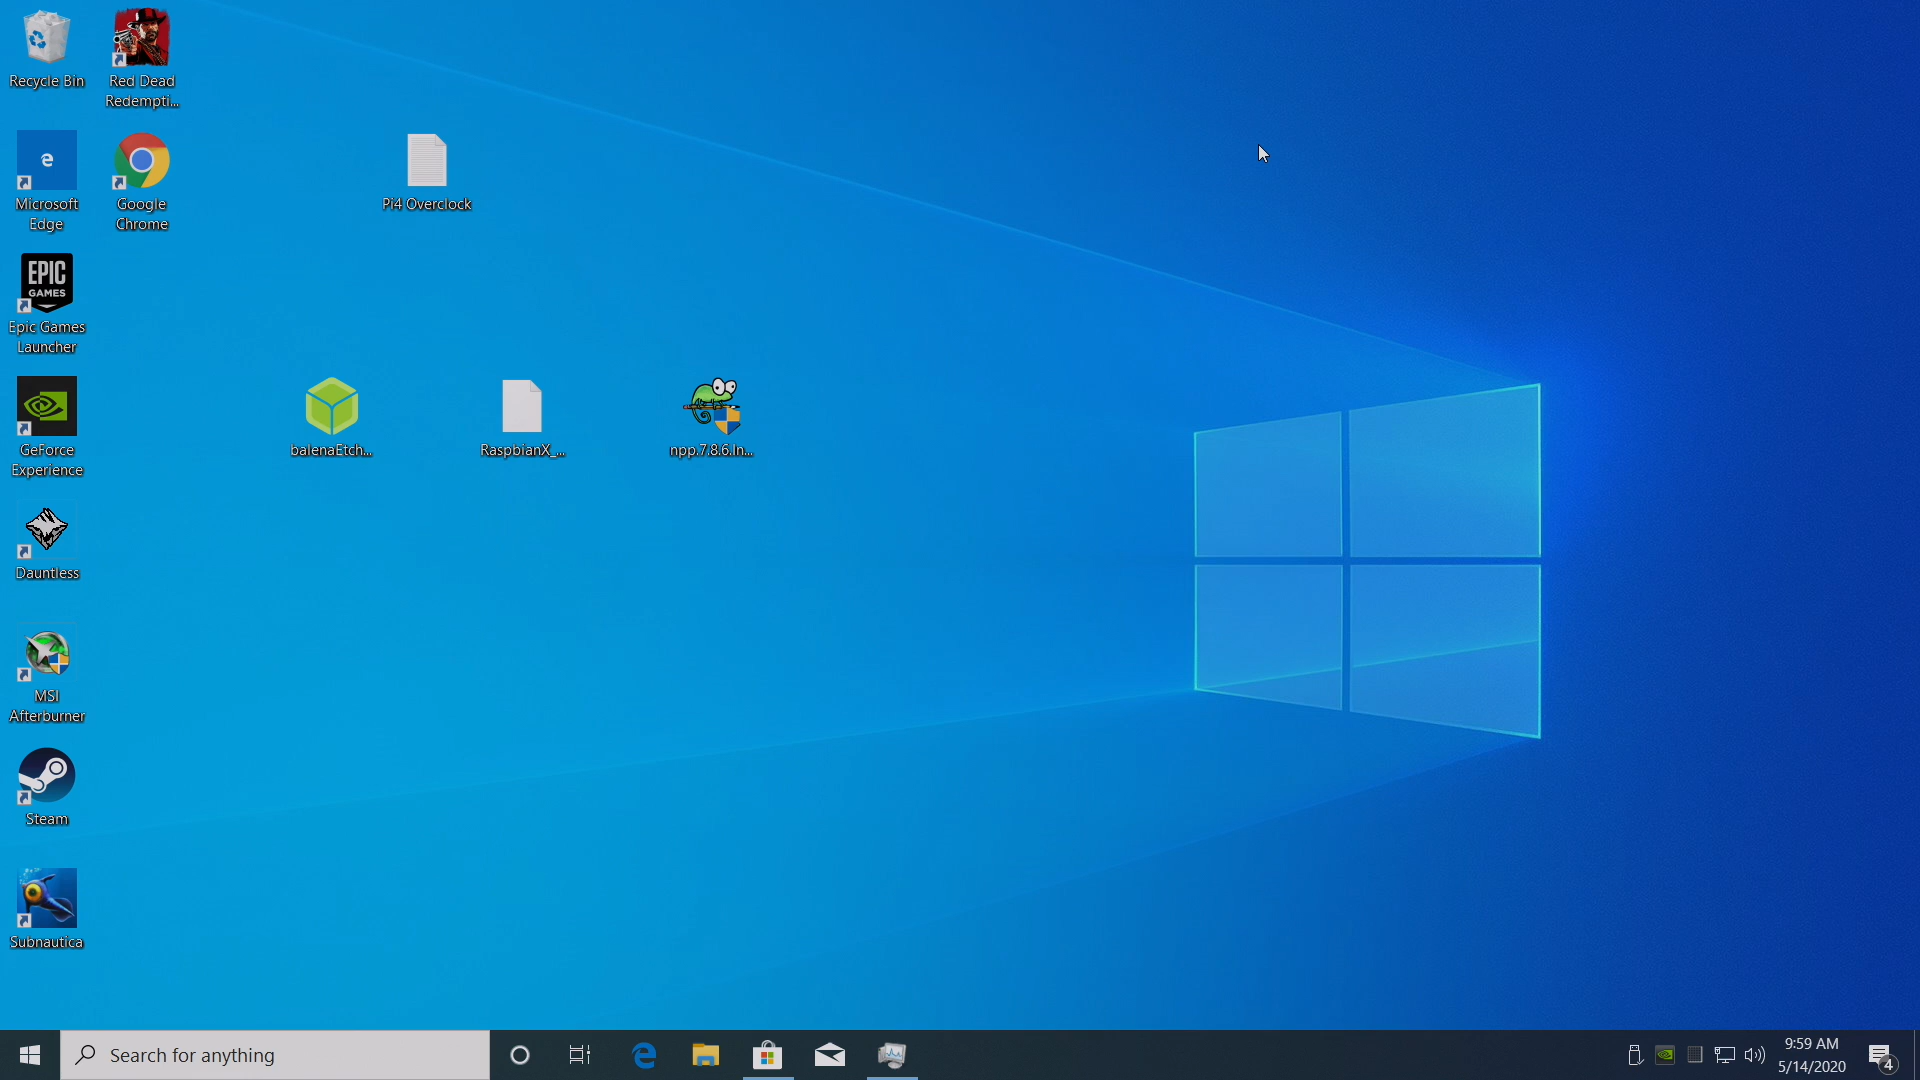 Recycle Bin
Red Dead
Redempti...
Microsoft
Edge
Google
Chrome
Pi4 Overclock
EPIC
GAMES
Epic Games
Launcher
GeForce
Experience
balenaEtch...
RaspbianX_...
npp.7.8.6.In...
Dauntless
MSI
Afterburner
Steam
Subnautica
Search for anything
9:59 AM
5/14/2020
4